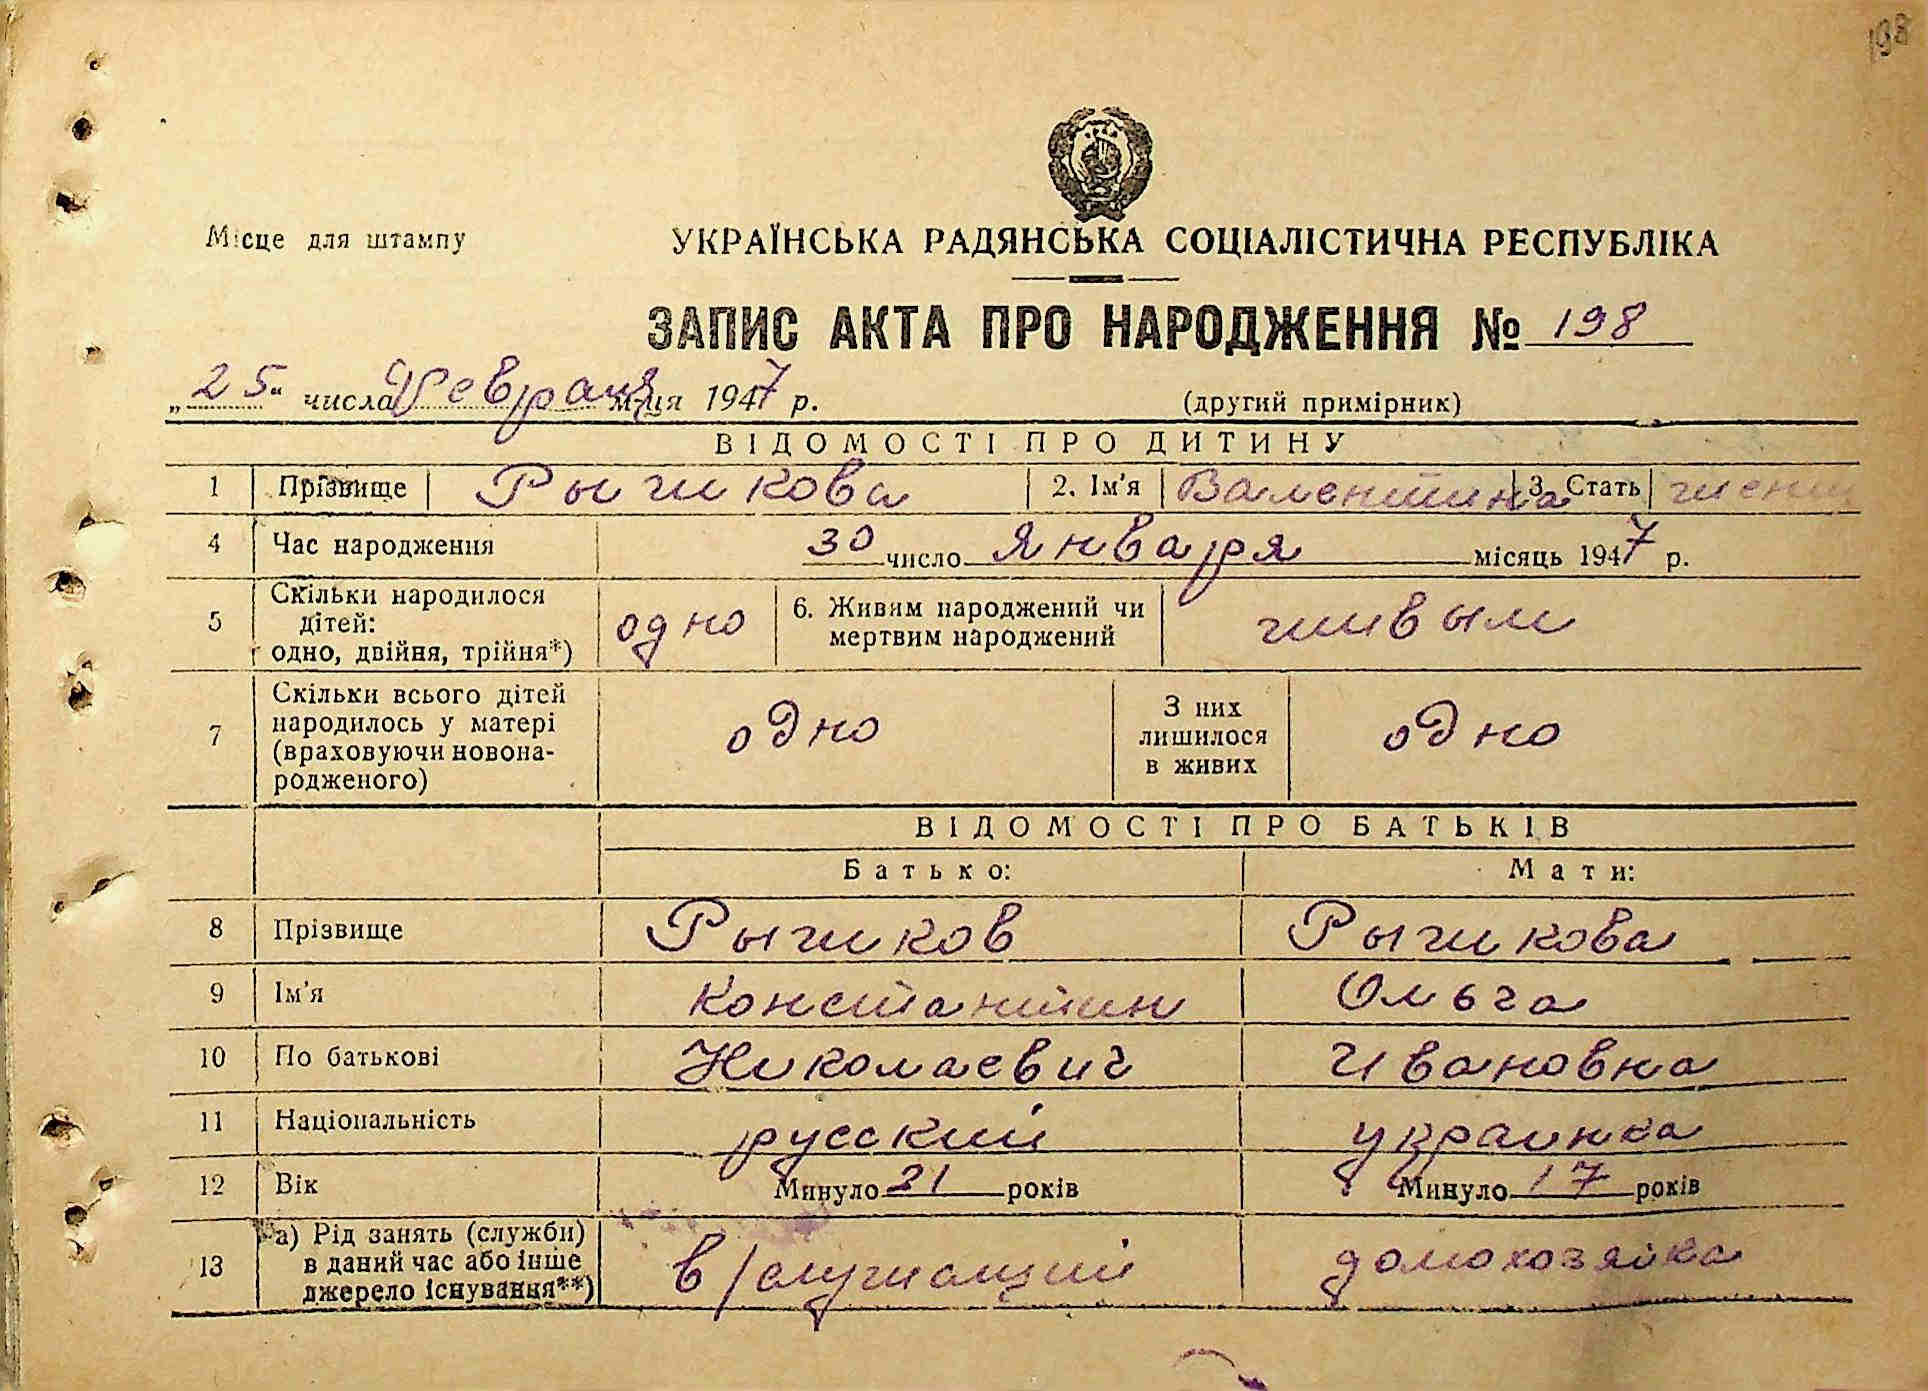 198
Місце для штампу
УКРАЇНСЬКА РАДЯНСЬКА СОЦІАЛІСТИЧНА РЕСПУБЛІКА
ЗАПИС АКТА ПРО НАРОДЖЕННЯ № 198
„25“ числа Февраля м-ця 1947 р. (другий примірник)
ВІДОМОСТІ ПРО ДИТИНУ
1 Прізвище Рычикова 2. Ім'я Валентина 3. Стать женш
4 Час народження 30 число Января місяць 1947 р.
5 Скільки народилося дітей: одно, двійня, трійня*) одно 6. Живим народжений чи мертвим народжений живым
7 Скільки всього дітей народилось у матері (враховуючи новонародженого) одно З них лишилося в живих одно
ВІДОМОСТІ ПРО БАТЬКІВ
Батько: Мати:
8 Прізвище Рычиков Рычикова
9 Ім'я Константин Ольга
10 По батькові Николаевич Ивановна
11 Національність русский украинка
12 Вік Минуло 21 років Минуло 17 років
13 а) Рід занять (служби) в даний час або інше джерело існування**) в/служащий домохозяйка